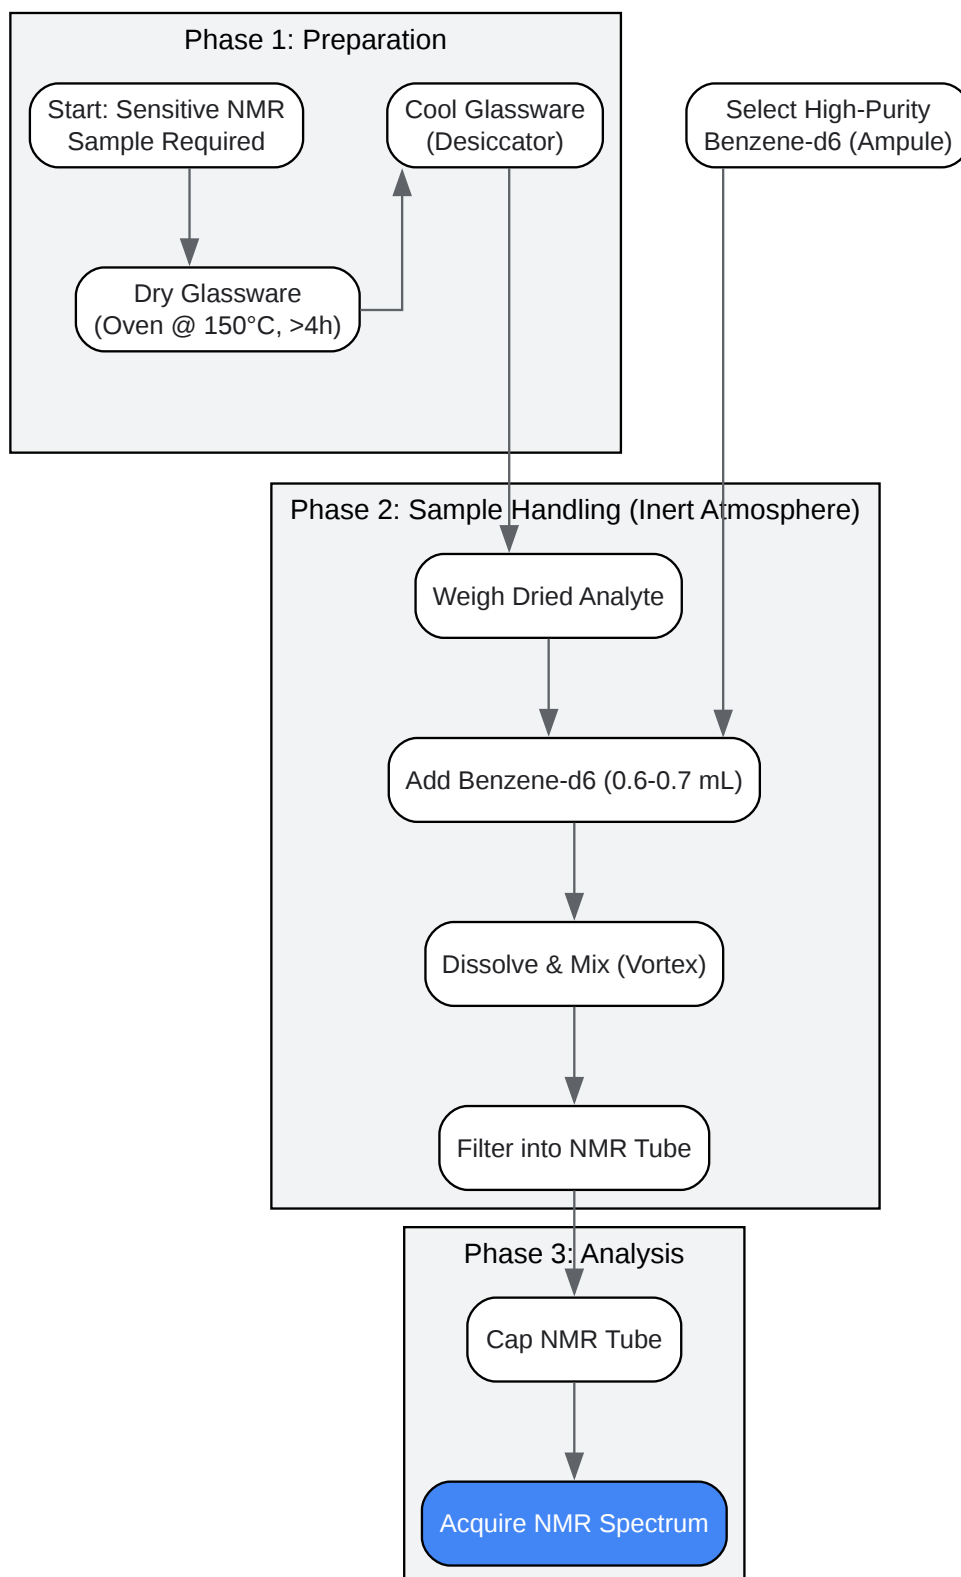 Phase 1: Preparation
Start: Sensitive NMR
Sample Required
Cool Glassware
(Desiccator)
Select High-Purity
Benzene-d6 (Ampule)
Dry Glassware
(Oven @ 150°C, >4h)
Phase 2: Sample Handling (Inert Atmosphere)
Weigh Dried Analyte
Add Benzene-d6 (0.6-0.7 mL)
Dissolve & Mix (Vortex)
Filter into NMR Tube
Phase 3: Analysis
Cap NMR Tube
Acquire NMR Spectrum